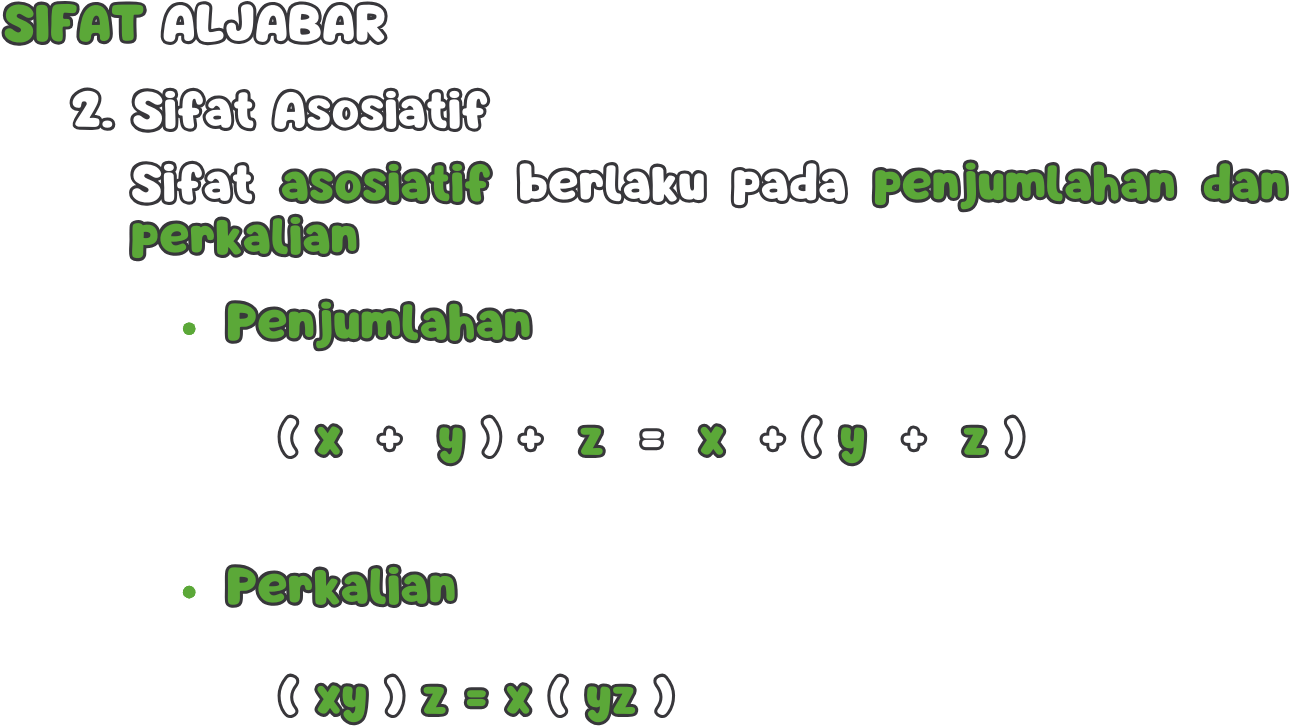 SIFAT ALJABAR
2. Sifat Asosiatif
Sifat asosiatif berlaku pada penjumlahan dan
perkalian
• Penjumlahan
( x + y ) + z = x + ( y + z )
• Perkalian
( xy ) z = x ( yz )